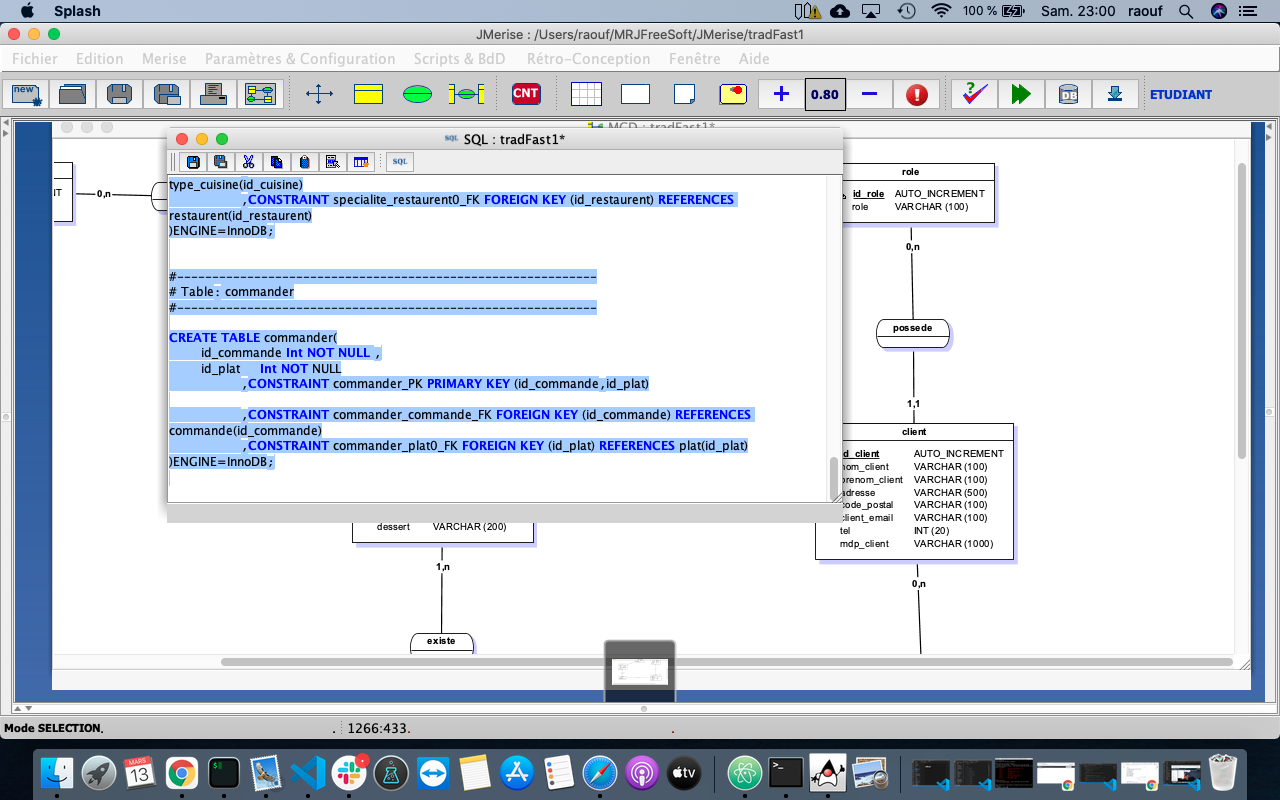 Splash
100 %
Sam. 23:00
raouf
JMerise : /Users/raouf/MRJFreeSoft/JMerise/tradFast1
Fichier Edition Merise Paramètres & Configuration Scripts & BdD Rétro-Conception Fenêtre Aide
new
CNT
0.80
DB
ETUDIANT
MCD : tradFast1*
SQL SQL : tradFast1*
SQL
type_cuisine(id_cuisine)
,CONSTRAINT specialite_restaurent0_FK FOREIGN KEY (id_restaurent) REFERENCES
restaurent(id_restaurent)
)ENGINE=InnoDB;
#------------------------------------------------------------
# Table: commander
#------------------------------------------------------------
CREATE TABLE commander(
id_commande Int NOT NULL ,
id_plat Int NOT NULL
,CONSTRAINT commander_PK PRIMARY KEY (id_commande,id_plat)
,CONSTRAINT commander_commande_FK FOREIGN KEY (id_commande) REFERENCES
commande(id_commande)
,CONSTRAINT commander_plat0_FK FOREIGN KEY (id_plat) REFERENCES plat(id_plat)
)ENGINE=InnoDB;
0,n
role
id_role AUTO_INCREMENT
role VARCHAR (100)
0,n
possede
1,1
client
id_client AUTO_INCREMENT
nom_client VARCHAR (100)
prenom_client VARCHAR (100)
adresse VARCHAR (500)
code_postal VARCHAR (100)
client_email VARCHAR (100)
tel INT (20)
mdp_client VARCHAR (1000)
0,n
dessert VARCHAR (200)
1,n
existe
Mode SELECTION.
. : 1266:433.
.
MARS
13
tv